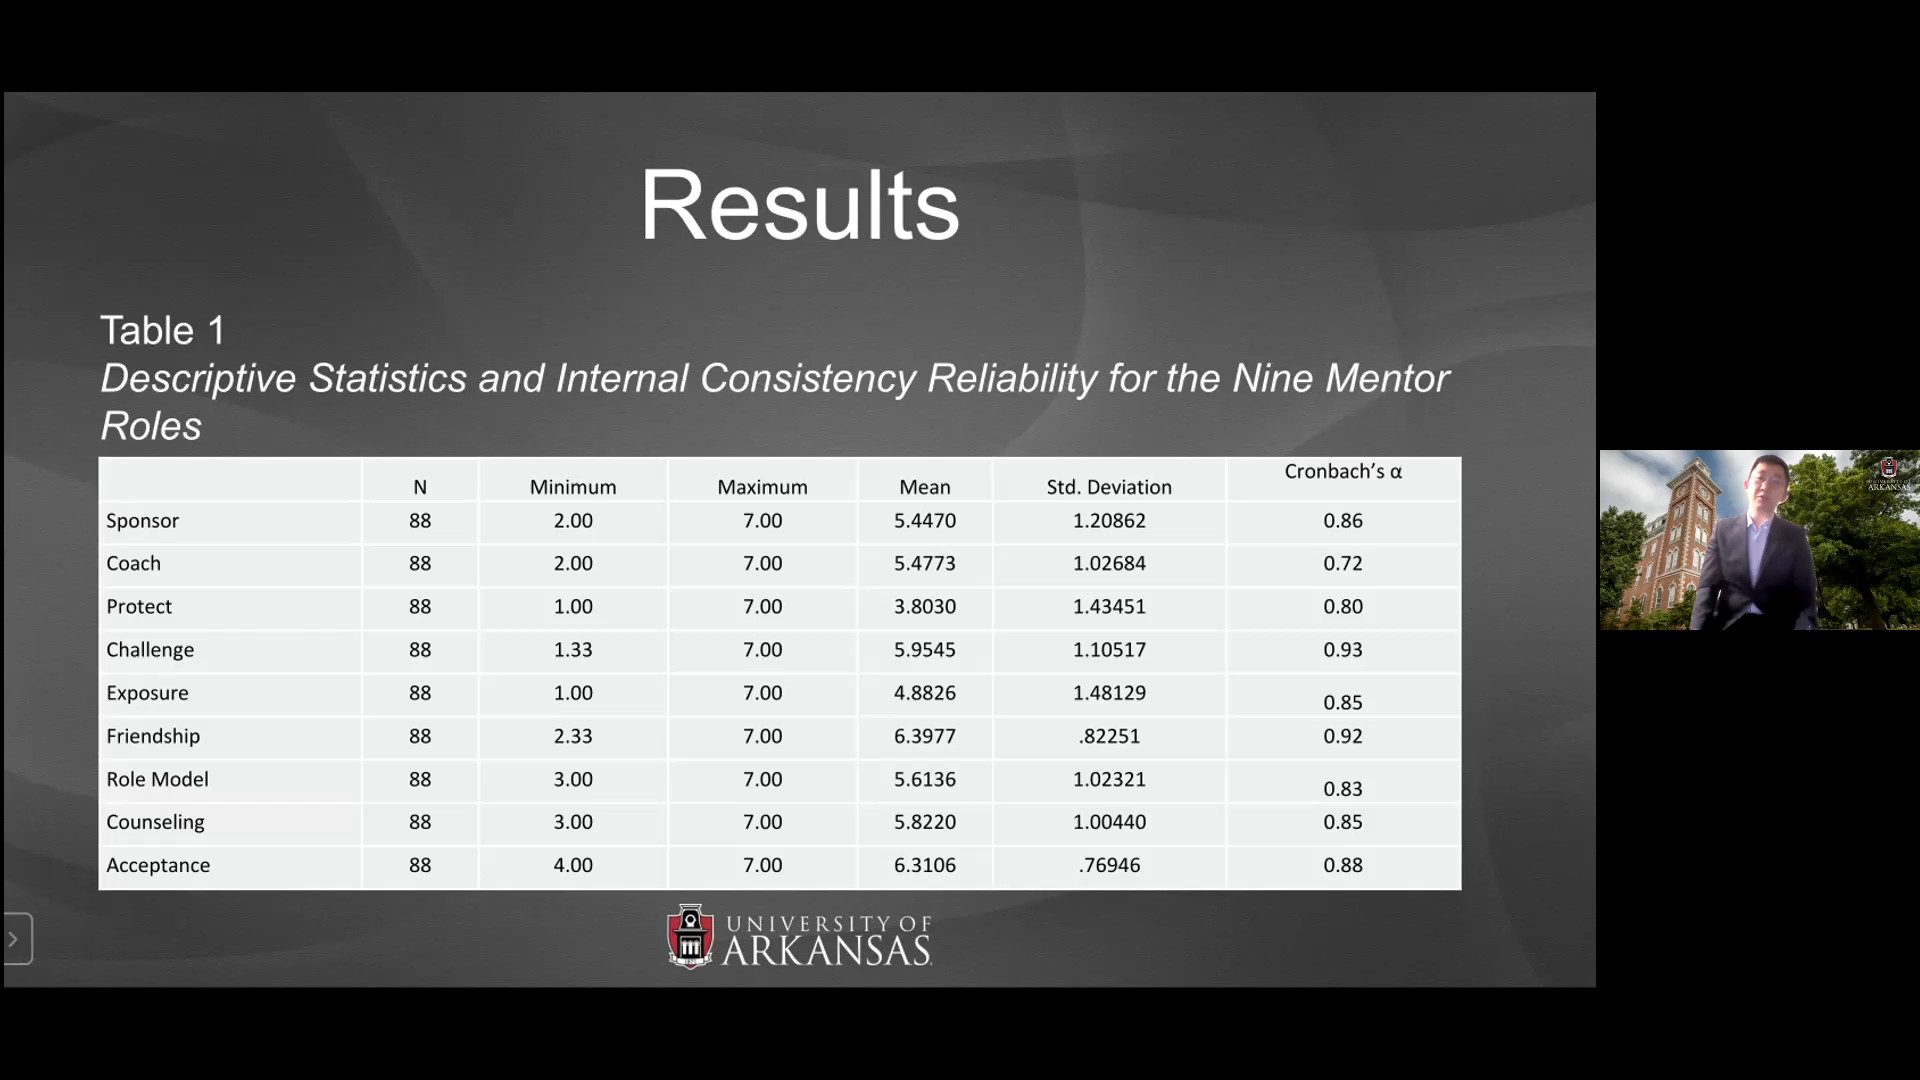 Results
Table 1
Descriptive Statistics and Internal Consistency Reliability for the Nine Mentor
Roles
N Minimum Maximum Mean Std. Deviation Cronbach's α
Sponsor 88 2.00 7.00 5.4470 1.20862 0.86
Coach 88 2.00 7.00 5.4773 1.02684 0.72
Protect 88 1.00 7.00 3.8030 1.43451 0.80
Challenge 88 1.33 7.00 5.9545 1.10517 0.93
Exposure 88 1.00 7.00 4.8826 1.48129 0.85
Friendship 88 2.33 7.00 6.3977 .82251 0.92
Role Model 88 3.00 7.00 5.6136 1.02321 0.83
Counseling 88 3.00 7.00 5.8220 1.00440 0.85
Acceptance 88 4.00 7.00 6.3106 .76946 0.88
1871
UNIVERSITY OF
ARKANSAS
UNIVERSITY OF
ARKANSAS